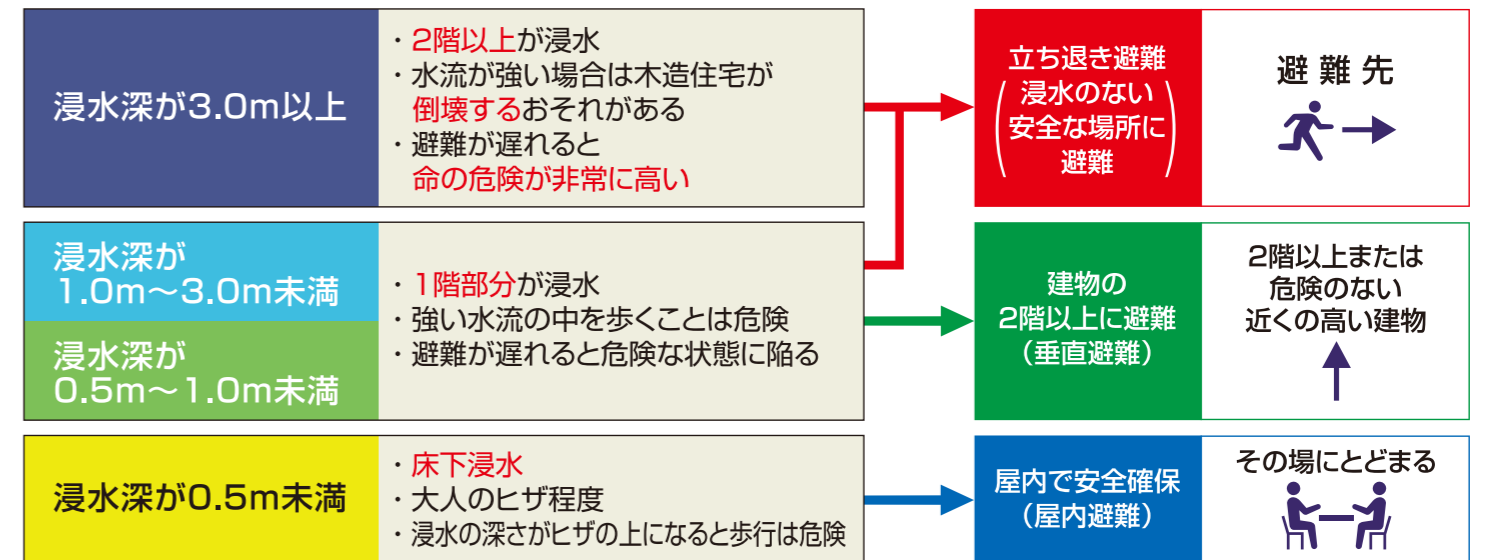 浸水深が3.0m以上
・2階以上が浸水
・水流が強い場合は木造住宅が
倒壊するおそれがある
・避難が遅れると
命の危険が非常に高い
立ち退き避難
(浸水のない
安全な場所に
避難)
避難先
浸水深が
1.0m～3.0m未満
浸水深が
0.5m～1.0m未満
・1階部分が浸水
・強い水流の中を歩くことは危険
・避難が遅れると危険な状態に陥る
建物の
2階以上に避難
(垂直避難)
2階以上または
危険のない
近くの高い建物
浸水深が0.5m未満
・床下浸水
・大人のヒザ程度
・浸水の深さがヒザの上になると歩行は危険
屋内で安全確保
(屋内避難)
その場にとどまる